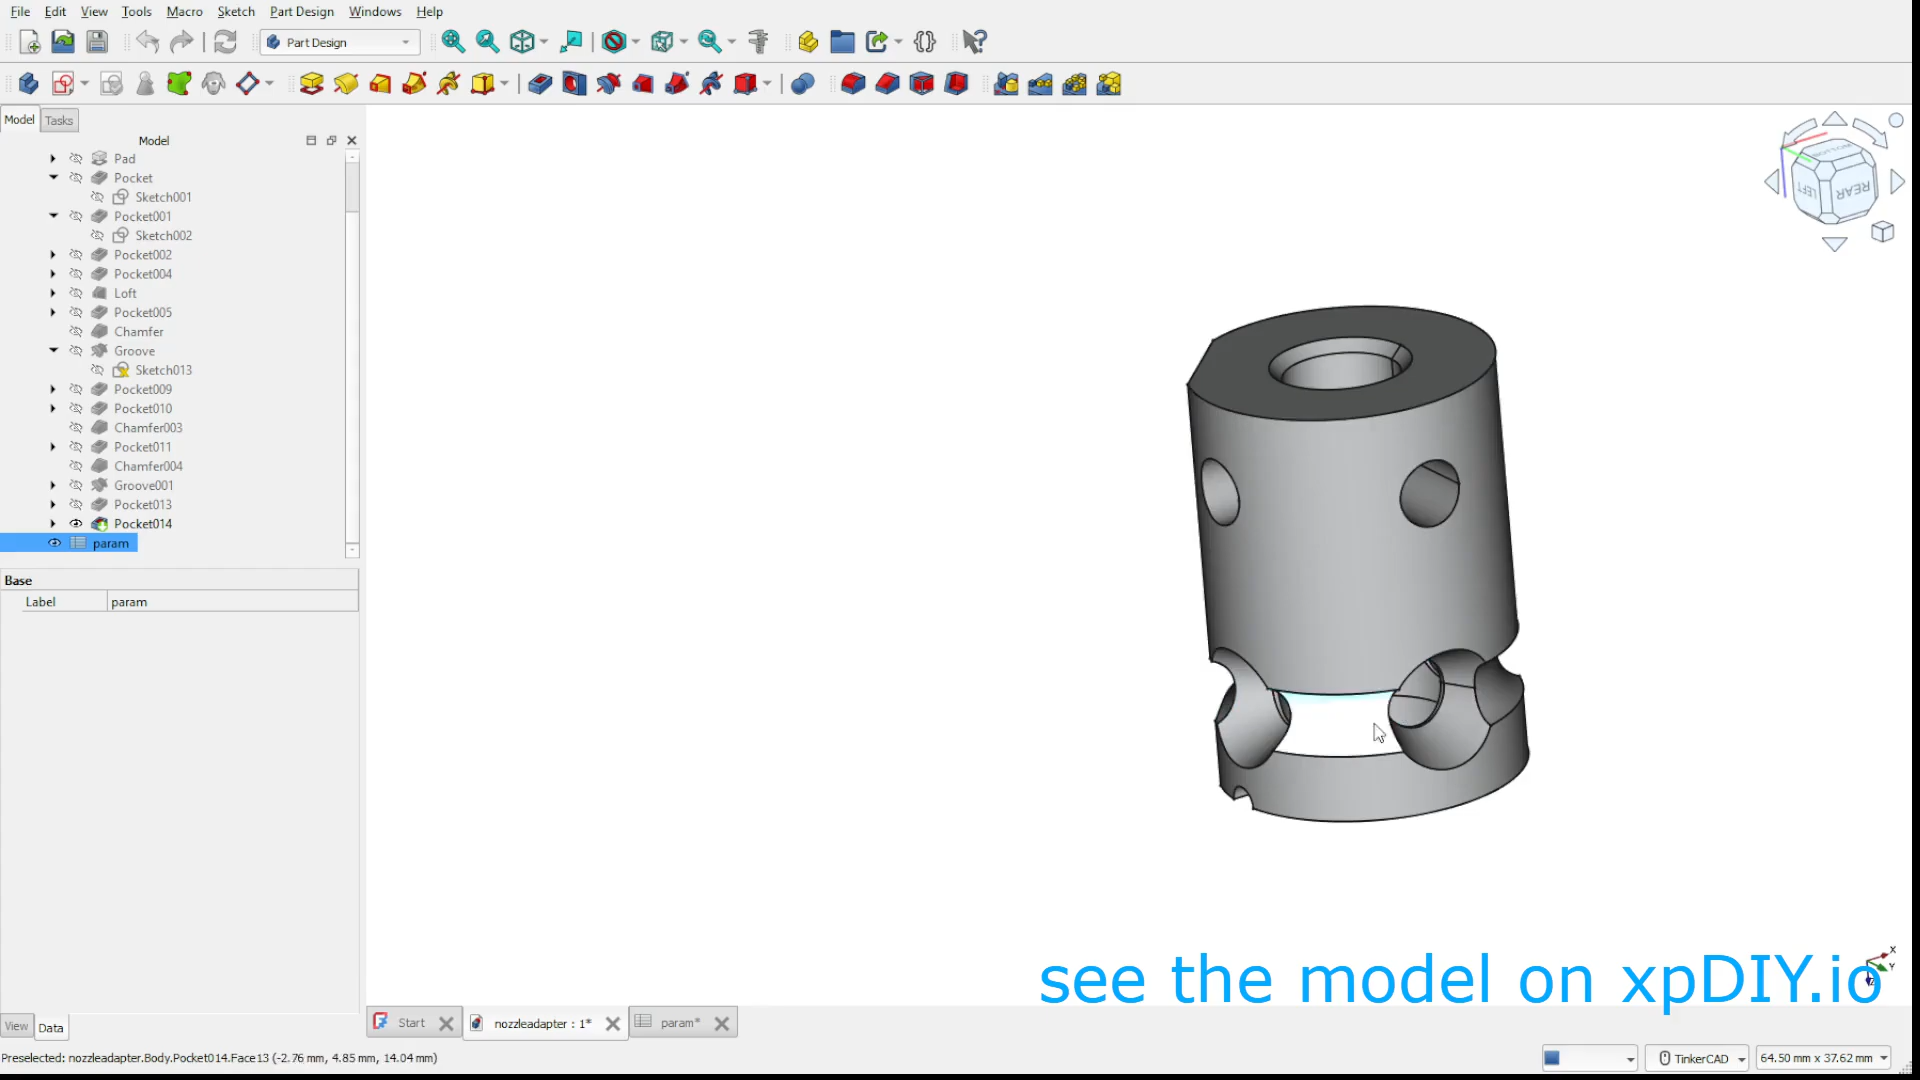 File Edit View Tools Macro Sketch Part Design Windows Help
Part Design
Model Tasks
Model
Pad
Pocket
Sketch001
Pocket001
Sketch002
Pocket002
Pocket004
Loft
Pocket005
Chamfer
Groove
Sketch013
Pocket009
Pocket010
Chamfer003
Pocket011
Chamfer004
Groove001
Pocket013
Pocket014
param
Base
Label param
BOTTOM
LEFT REAR
X
Y
see the model on xpDIY.io
View Data
Start nozzleadapter : 1* param*
Preselected: nozzleadapter.Body.Pocket014.Face13 (-2.76 mm, 4.85 mm, 14.04 mm)
TinkerCAD 64.50 mm x 37.62 mm